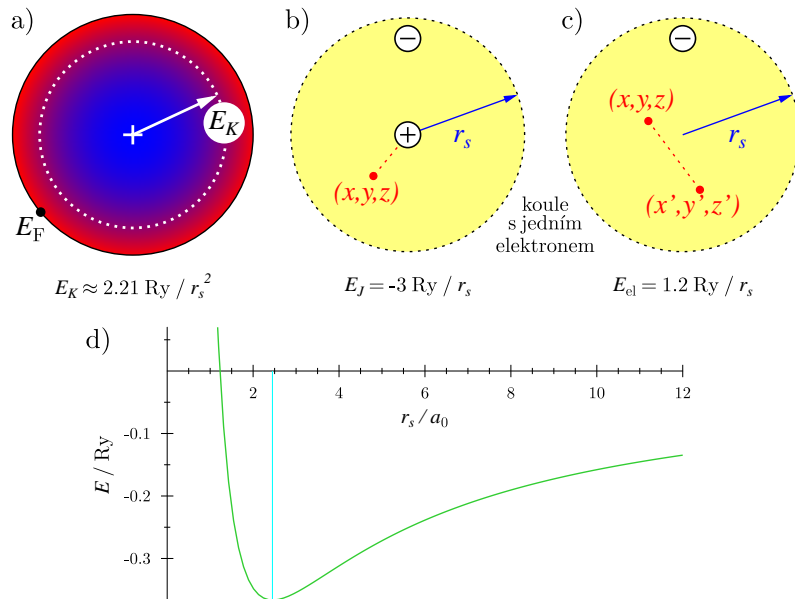 a)
E_K
E_F
E_K ≈ 2.21 Ry / r_s^2
b)
−
+
r_s
(x,y,z)
E_J = -3 Ry / r_s
koule
s jedním
elektronem
c)
−
(x,y,z)
r_s
(x',y',z')
E_el = 1.2 Ry / r_s
d)
2 4 6 8 10 12
r_s / a_0
E / Ry
-0.1
-0.2
-0.3